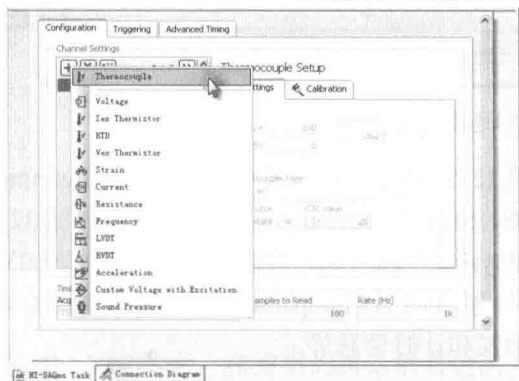 Configuration Triggering Advanced Timing
Channel Settings
Thermocouple Setup
Thermocouple
ttings Calibration
Voltage
Iex Thermistor
RTD
Vex Thermistor
Strain
Current
Resistance
Frequency
LVDT
RVDT
Acceleration
Custom Voltage with Excitation
Sound Pressure
amples to Read Rate (Hz)
100 1k
NI-DAQmx Task Connection Diagram